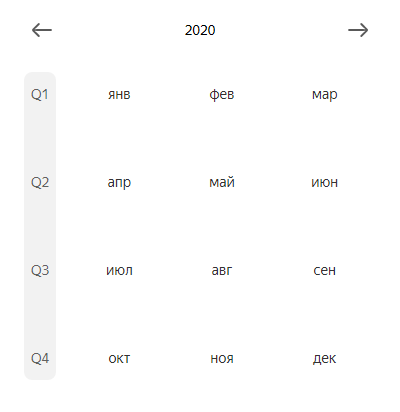 2020
Q1 янв фев мар
Q2 апр май июн
Q3 июл авг сен
Q4 окт ноя дек